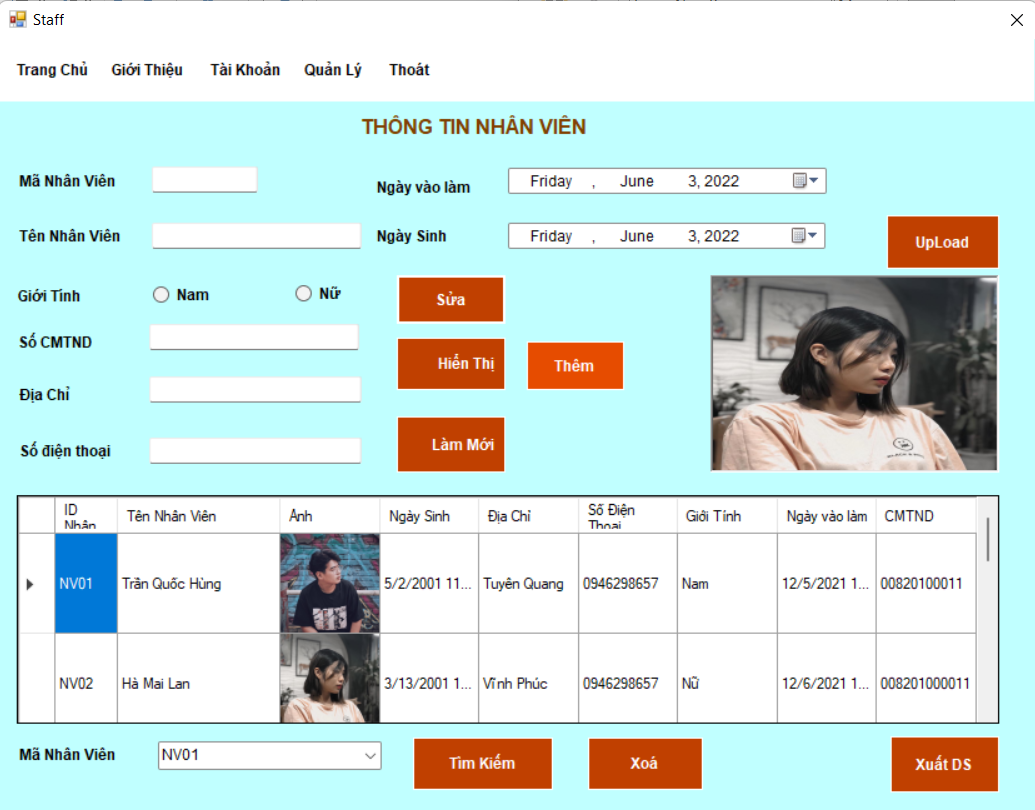 Staff
Trang Chủ Giới Thiệu Tài Khoản Quản Lý Thoát
THÔNG TIN NHÂN VIÊN
Mã Nhân Viên
Ngày vào làm Friday , June 3, 2022
Tên Nhân Viên
Ngày Sinh Friday , June 3, 2022
UpLoad
Giới Tính Nam Nữ
Sửa
Số CMTND
Hiển Thị Thêm
Địa Chỉ
Số điện thoại
Làm Mới
ID Nhân Tên Nhân Viên Ảnh Ngày Sinh Địa Chỉ Số Điện Thoại Giới Tính Ngày vào làm CMTND
NV01 Trần Quốc Hùng 5/2/2001 11... Tuyên Quang 0946298657 Nam 12/5/2021 1... 00820100011
NV02 Hà Mai Lan 3/13/2001 1... Vĩnh Phúc 0946298657 Nữ 12/6/2021 1... 008201000011
Mã Nhân Viên NV01 Tìm Kiếm Xoá Xuất DS